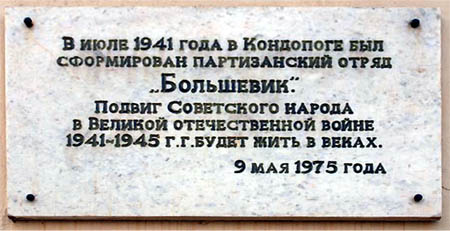 В июле 1941 года в Кондопоге был
сформирован партизанский отряд
„Большевик".
Подвиг Советского народа
в Великой отечественной войне
1941-1945 г.г. будет жить в веках.
9 мая 1975 года